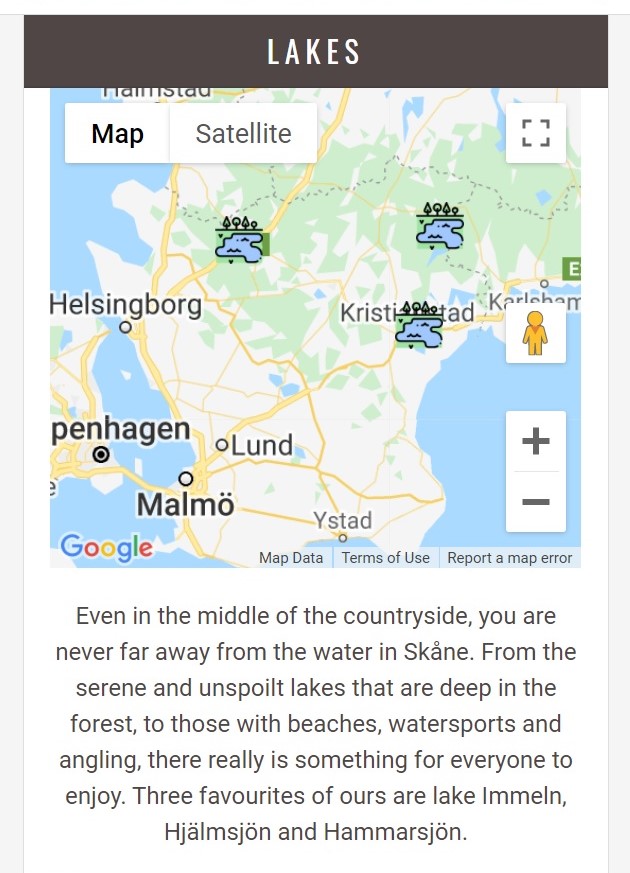 LAKES
Halmstad
Map
Satellite
E
Helsingborg
Karlsham
penhagen
Lund
Malmö
Ystad
Google
Map Data
Terms of Use
Report a map error
Even in the middle of the countryside, you are
never far away from the water in Skåne. From the
serene and unspoilt lakes that are deep in the
forest, to those with beaches, watersports and
angling, there really is something for everyone to
enjoy. Three favourites of ours are lake Immeln,
Hjälmsjön and Hammarsjön.